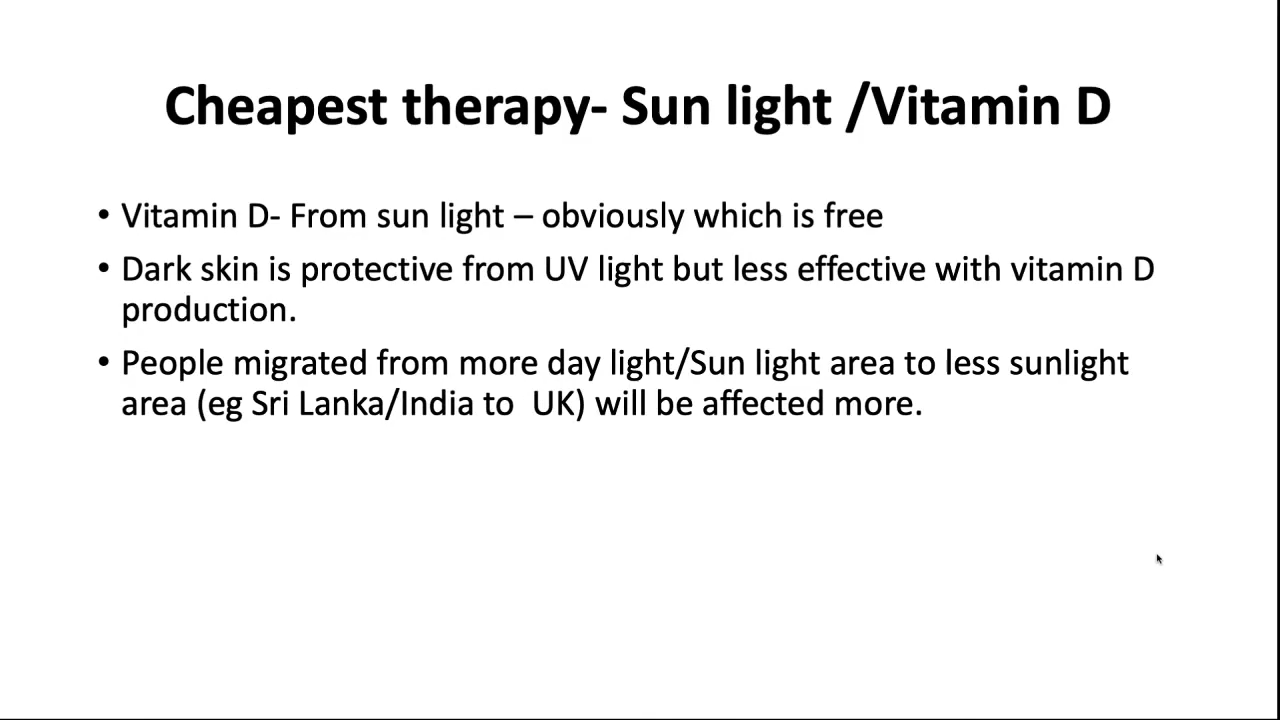 Cheapest therapy- Sun light /Vitamin D
• Vitamin D- From sun light – obviously which is free
• Dark skin is protective from UV light but less effective with vitamin D
production.
• People migrated from more day light/Sun light area to less sunlight
area (eg Sri Lanka/India to  UK) will be affected more.